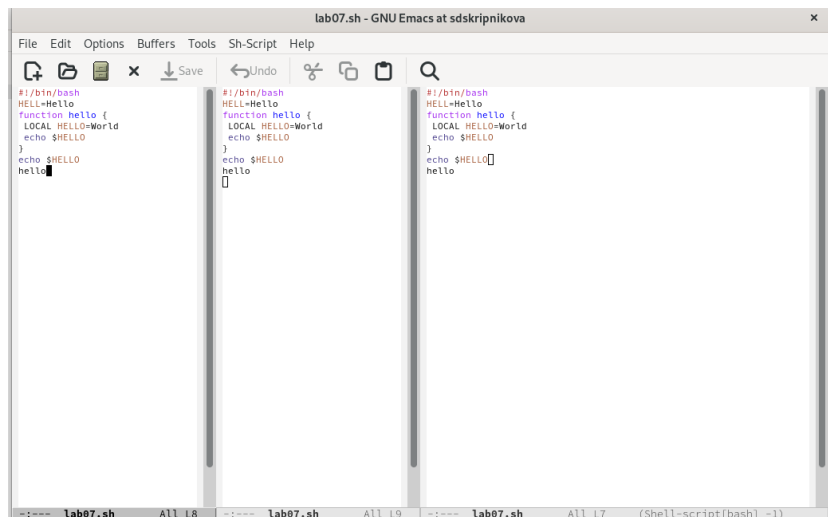 lab07.sh - GNU Emacs at sdskripnikova
×
File Edit Options Buffers Tools Sh-Script Help
Save Undo
#!/bin/bash
HELL=Hello
function hello {
LOCAL HELLO=World
echo $HELLO
}
echo $HELLO
hello
#!/bin/bash
HELL=Hello
function hello {
LOCAL HELLO=World
echo $HELLO
}
echo $HELLO
hello
#!/bin/bash
HELL=Hello
function hello {
LOCAL HELLO=World
echo $HELLO
}
echo $HELLO
hello
-:--- lab07.sh All L8
-:--- lab07.sh All L9
-:--- lab07.sh All L7 (Shell-script[bash] -1)